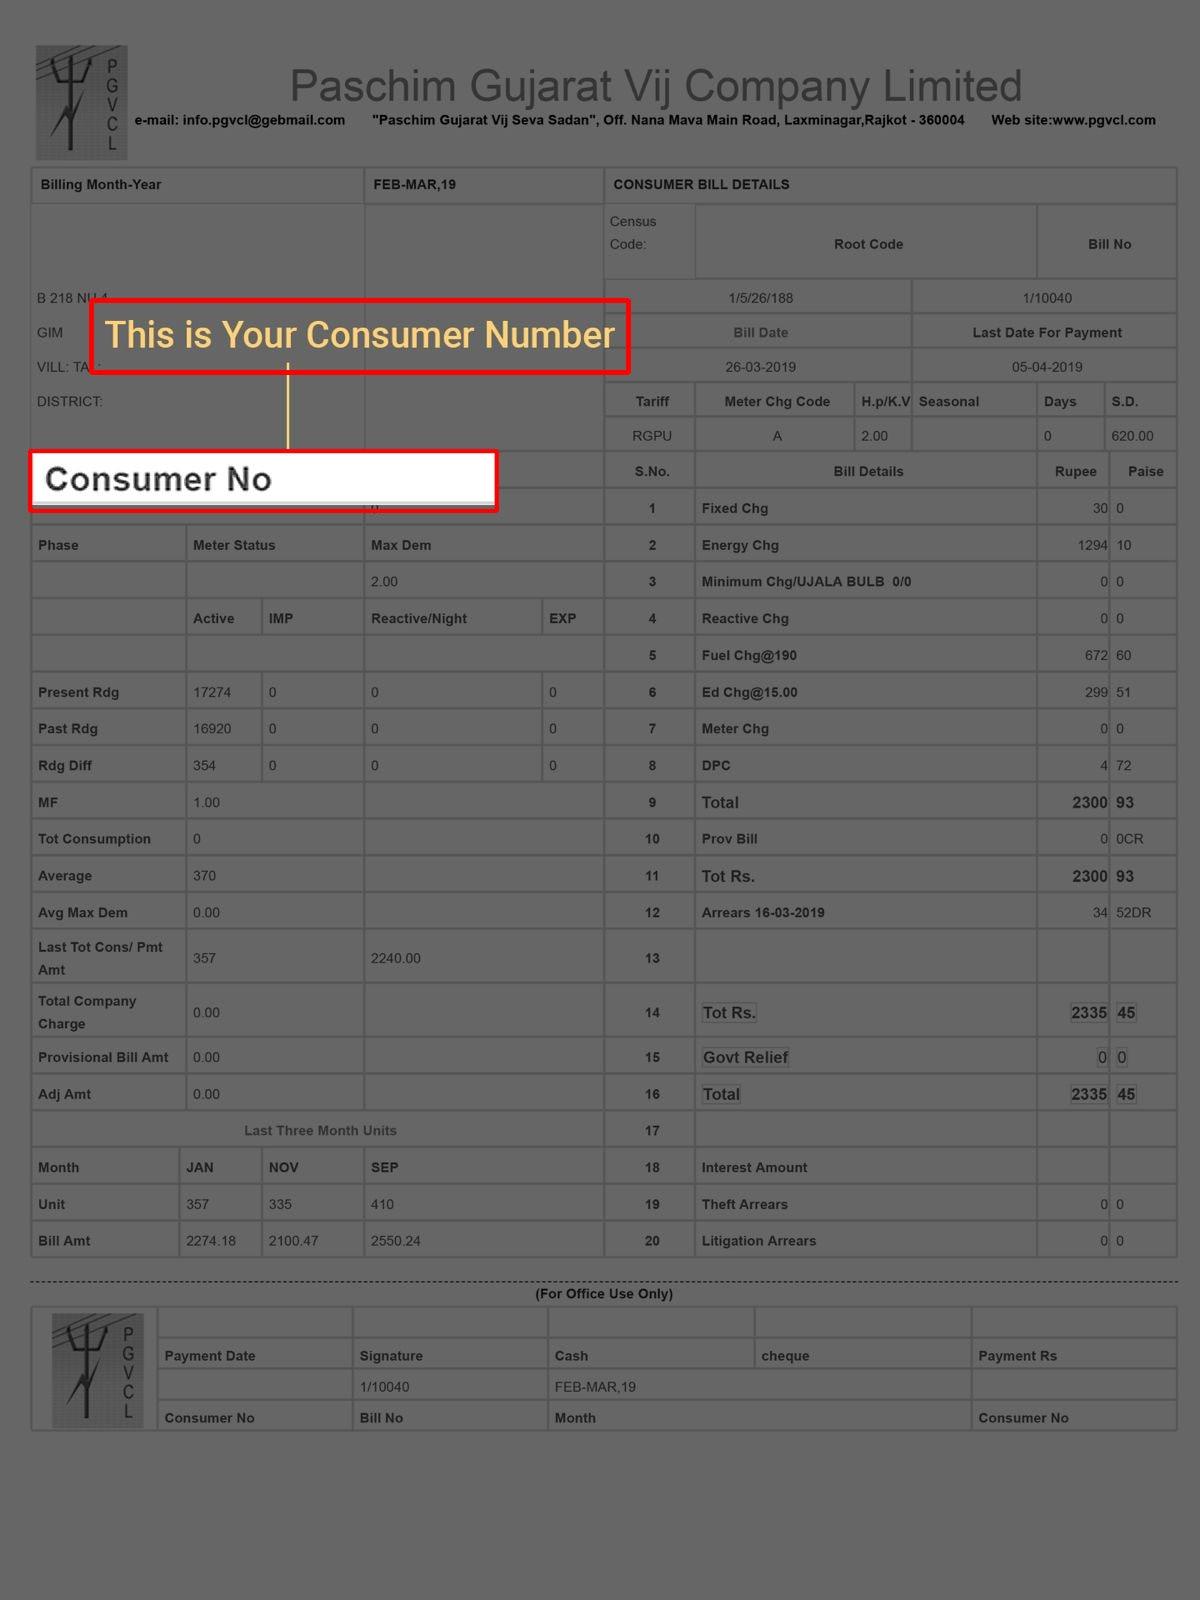 P
G
V
C
L
Paschim Gujarat Vij Company Limited
e-mail: info.pgvcl@gebmail.com "Paschim Gujarat Vij Seva Sadan", Off. Nana Mava Main Road, Laxminagar,Rajkot - 360004 Web site:www.pgvcl.com
Billing Month-Year FEB-MAR,19 CONSUMER BILL DETAILS
Census
Code: Root Code Bill No
B 218 NU 4 1/5/26/188 1/10040
GIM Bill Date Last Date For Payment
This is Your Consumer Number
VILL: TA : 26-03-2019 05-04-2019
DISTRICT: Tariff Meter Chg Code H.p/K.V Seasonal Days S.D.
RGPU A 2.00 0 620.00
Consumer No S.No. Bill Details Rupee Paise
0 1 Fixed Chg 30 0
Phase Meter Status Max Dem 2 Energy Chg 1294 10
2.00 3 Minimum Chg/UJALA BULB 0/0 0 0
Active IMP Reactive/Night EXP 4 Reactive Chg 0 0
5 Fuel Chg@190 672 60
Present Rdg 17274 0 0 0 6 Ed Chg@15.00 299 51
Past Rdg 16920 0 0 0 7 Meter Chg 0 0
Rdg Diff 354 0 0 0 8 DPC 4 72
MF 1.00 9 Total 2300 93
Tot Consumption 0 10 Prov Bill 0 0CR
Average 370 11 Tot Rs. 2300 93
Avg Max Dem 0.00 12 Arrears 16-03-2019 34 52DR
Last Tot Cons/ Pmt
Amt 357 2240.00 13
Total Company
Charge 0.00 14 Tot Rs. 2335 45
Provisional Bill Amt 0.00 15 Govt Relief 0 0
Adj Amt 0.00 16 Total 2335 45
Last Three Month Units 17
Month JAN NOV SEP 18 Interest Amount
Unit 357 335 410 19 Theft Arrears 0 0
Bill Amt 2274.18 2100.47 2550.24 20 Litigation Arrears 0 0
(For Office Use Only)
P
G
V
C
L
Payment Date Signature Cash cheque Payment Rs
1/10040 FEB-MAR,19
Consumer No Bill No Month Consumer No